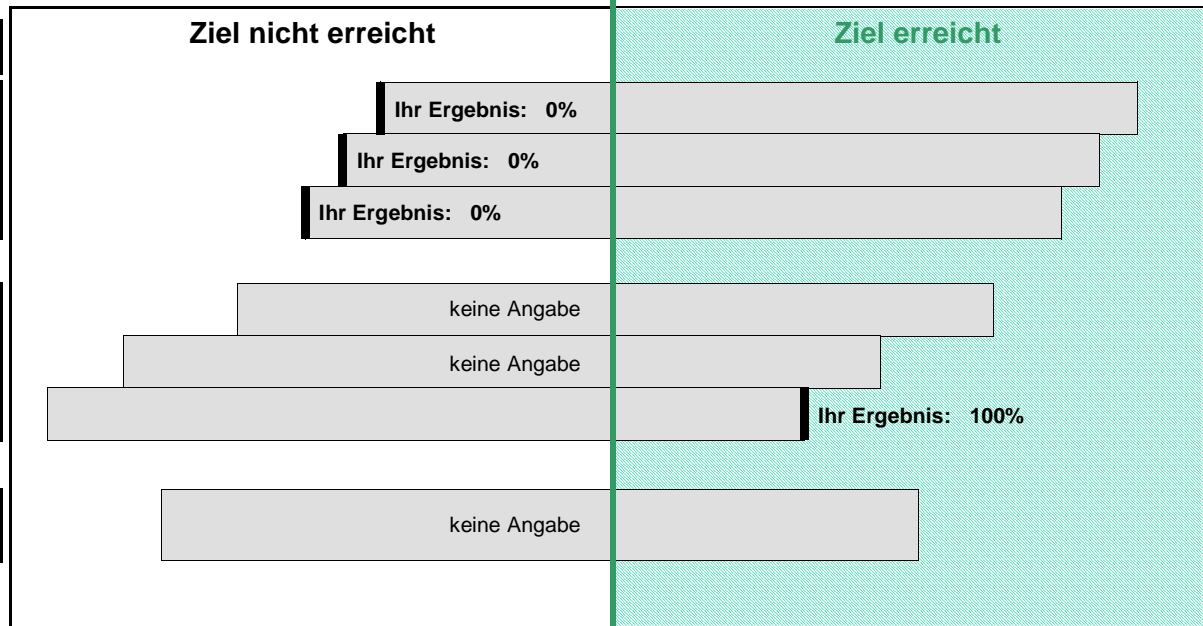 Ziel nicht erreicht
Ziel erreicht
Ihr Ergebnis: 0%
Ihr Ergebnis: 0%
Ihr Ergebnis: 0%
keine Angabe
keine Angabe
Ihr Ergebnis: 100%
keine Angabe